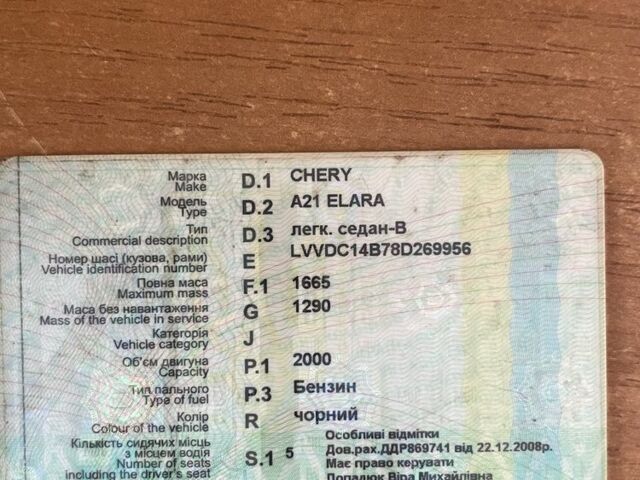 Марка
Make D.1 CHERY
Модель
Type D.2 A21 ELARA
Тип
Commercial description D.3 легк. седан-В
Номер шасі (кузова, рами)
Vehicle identification number E LVVDC14B78D269956
Повна маса
Maximum mass F.1 1665
Маса без навантаження
Mass of the vehicle in service G 1290
Категорія
Vehicle category J
Об'єм двигуна
Capacity P.1 2000
Тип пального
Type of fuel P.3 Бензин
Колір
Colour of the vehicle R чорний
Кількість сидячих місць
з місцем водія
Number of seats
including the driver's seat S.1 5
Особливі відмітки
Дов.рах.ДДР869741 від 22.12.2008р.
Має право керувати
Лопадюк Віра Михайлівна